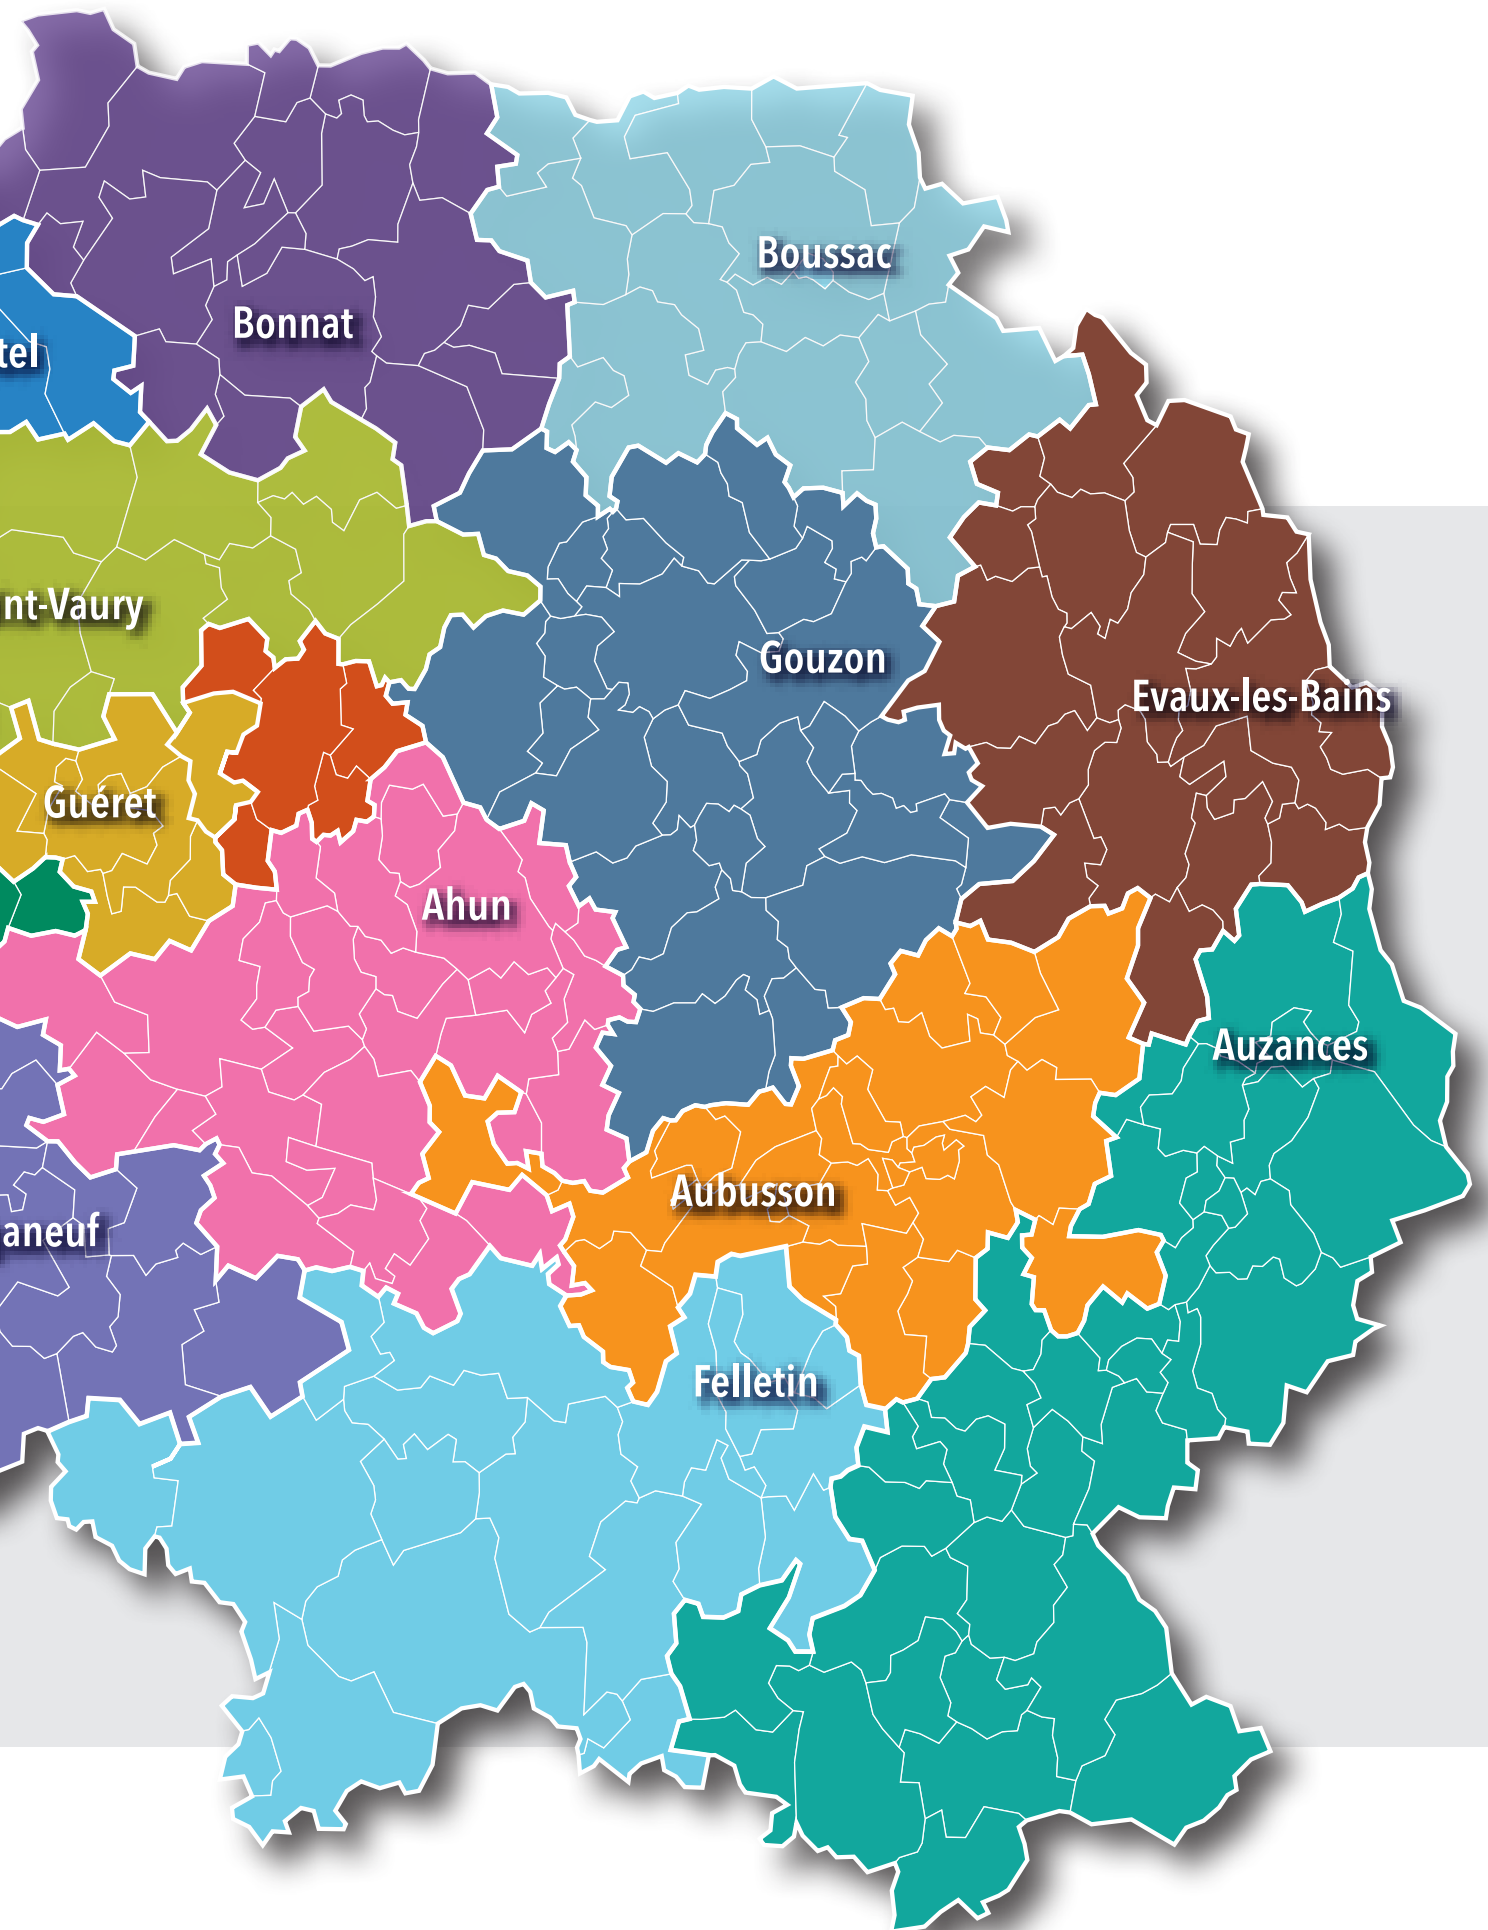 Boussac
Bonnat
tel
nt-Vaury
Gouzon
Evaux-les-Bains
Guéret
Ahun
Auzances
Aubusson
aneuf
Felletin